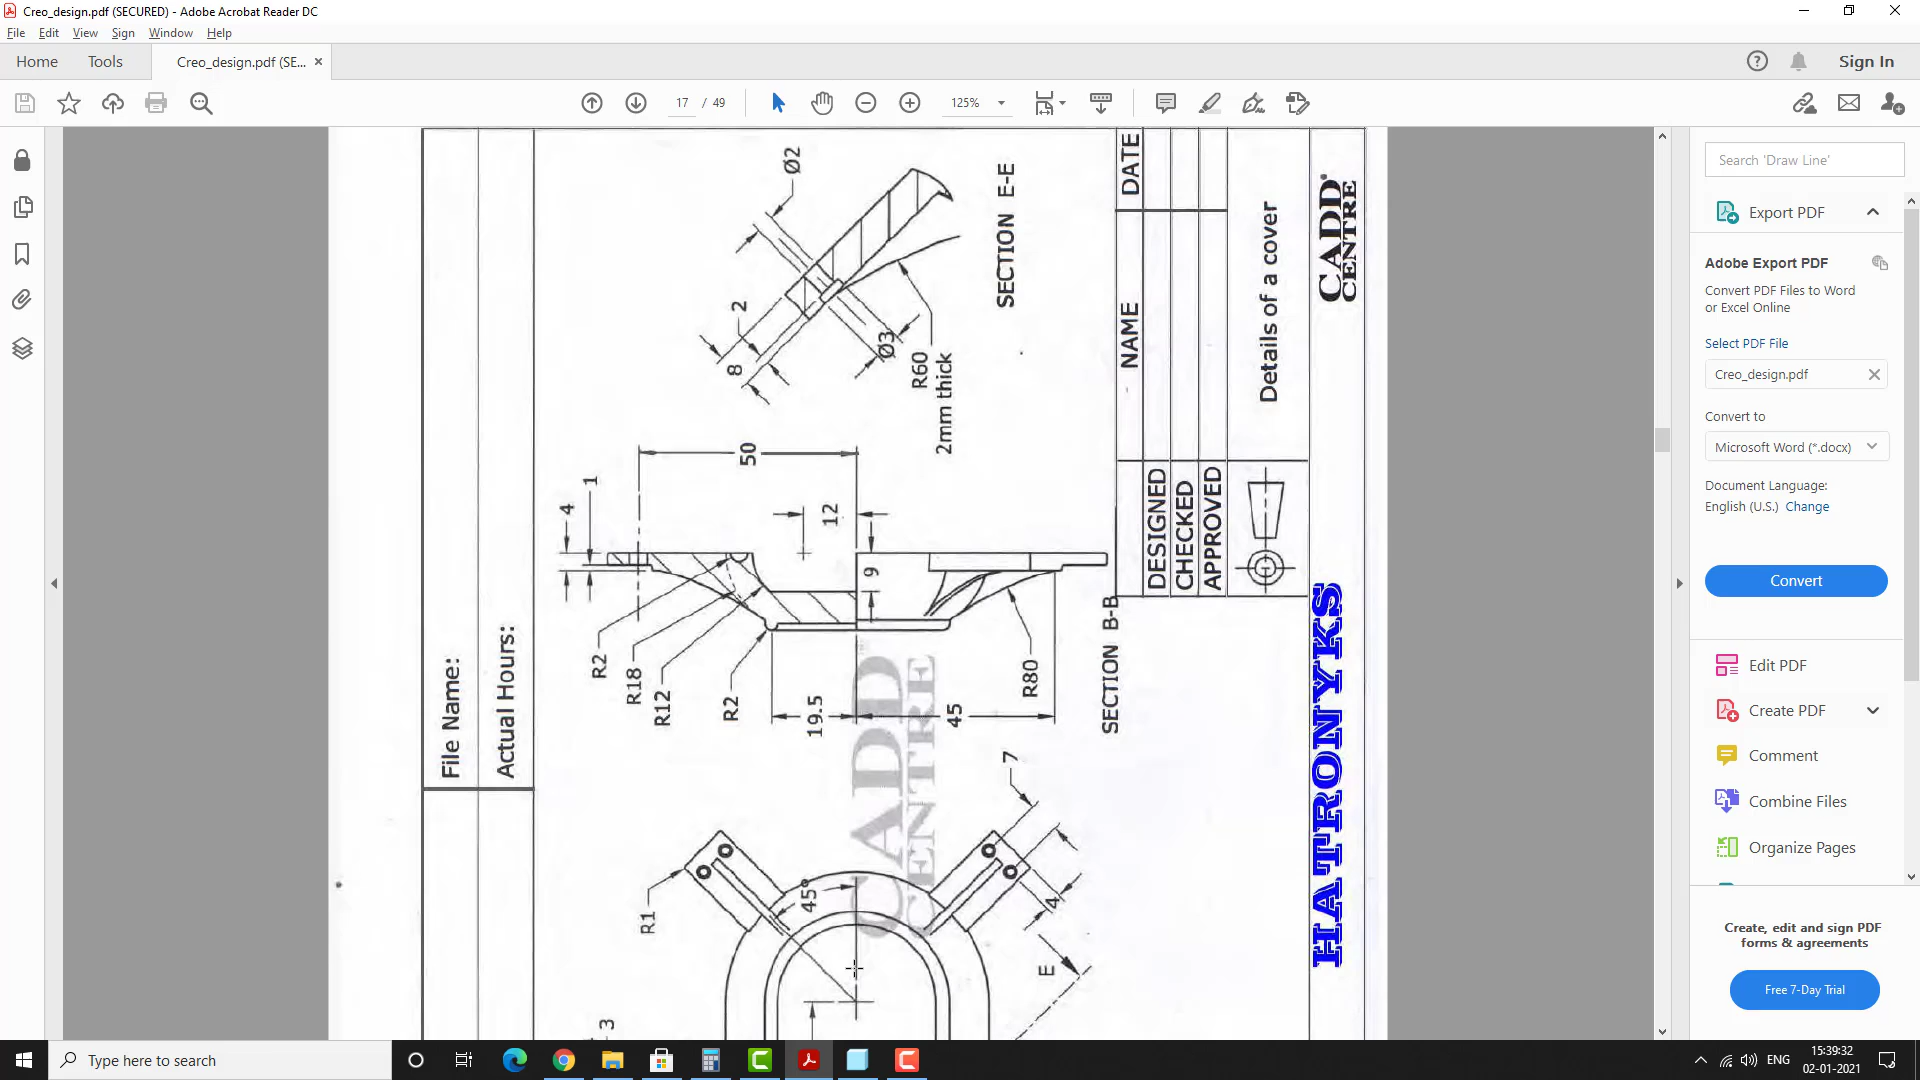 Creo_design.pdf (SECURED) - Adobe Acrobat Reader DC
File Edit View Sign Window Help
Home Tools Creo_design.pdf (SE... ×
Sign In
17 / 49
125%
Search 'Draw Line'
Export PDF
Adobe Export PDF
Convert PDF Files to Word
or Excel Online
Select PDF File
Creo_design.pdf
Convert to
Microsoft Word (*.docx)
Document Language:
English (U.S.) Change
Convert
Edit PDF
Create PDF
Comment
Combine Files
Organize Pages
Create, edit and sign PDF
forms & agreements
Free 7-Day Trial
File Name:
Actual Hours:
Ø2
2
8
Ø3
R60
2mm thick
SECTION E-E
50
4
1
12
9
R2
R18
R12
R2
19.5
45
R80
SECTION B-B
R1
45°
7
4
E
3
DATE
NAME
DESIGNED
CHECKED
APPROVED
Details of a cover
CADD
CENTRE
CADD
CENTRE
HATRONYKS
Type here to search
ENG
15:39:32
02-01-2021